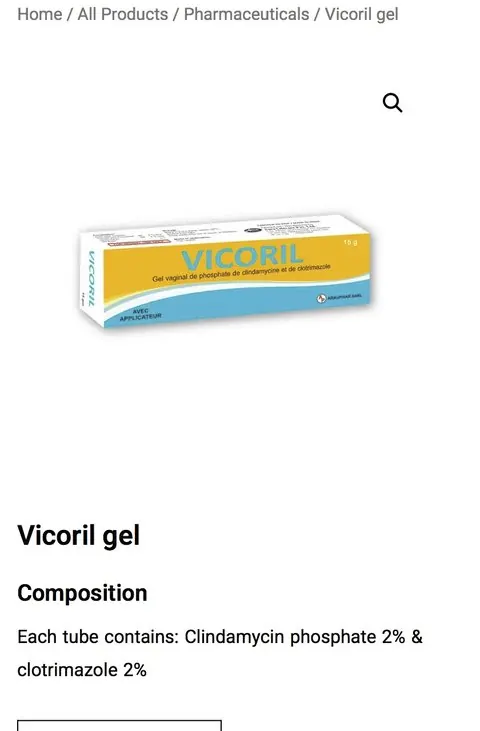 Home / All Products / Pharmaceuticals / Vicoril gel
VICORIL
15 g
Gel vaginal de phosphate de clindamycine et de clotrimazole
VICORIL
AVEC
APPLICATEUR
Vicoril gel
Composition
Each tube contains: Clindamycin phosphate 2% &
clotrimazole 2%